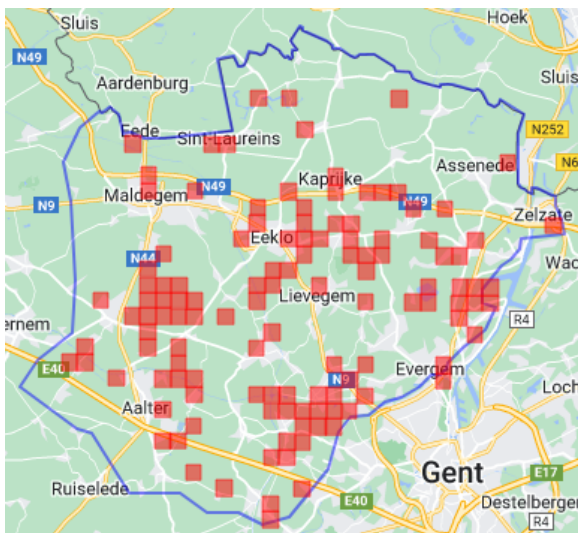 Sluis
Hoek
N49
Aardenburg
Sluis
N252
Eede
Sint-Laureins
N6
Assenede
Kaprijke
N49
Maldegem
N49
N9
Zelzate
Eeklo
N44
Wac
Lievegem
R4
ernem
E40
Evergem
N9
Loch
Aalter
Gent
E17
Ruiselede
E40
Destelberger
R4